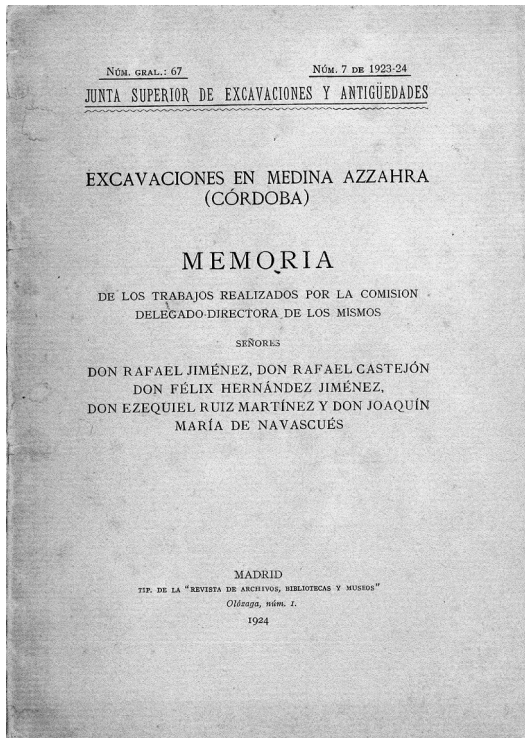 NÚM. GRAL.: 67
NÚM. 7 DE 1923-24
JUNTA SUPERIOR DE EXCAVACIONES Y ANTIGÜEDADES
EXCAVACIONES EN MEDINA AZZAHRA
(CÓRDOBA)
MEMORIA
DE LOS TRABAJOS REALIZADOS POR LA COMISION
DELEGADO-DIRECTORA DE LOS MISMOS
SEÑORES
DON RAFAEL JIMÉNEZ, DON RAFAEL CASTEJÓN
DON FÉLIX HERNÁNDEZ JIMÉNEZ,
DON EZEQUIEL RUIZ MARTÍNEZ Y DON JOAQUÍN
MARÍA DE NAVASCUÉS
MADRID
TIP. DE LA "REVISTA DE ARCHIVOS, BIBLIOTECAS Y MUSEOS"
Olózaga, núm. 1.
1924